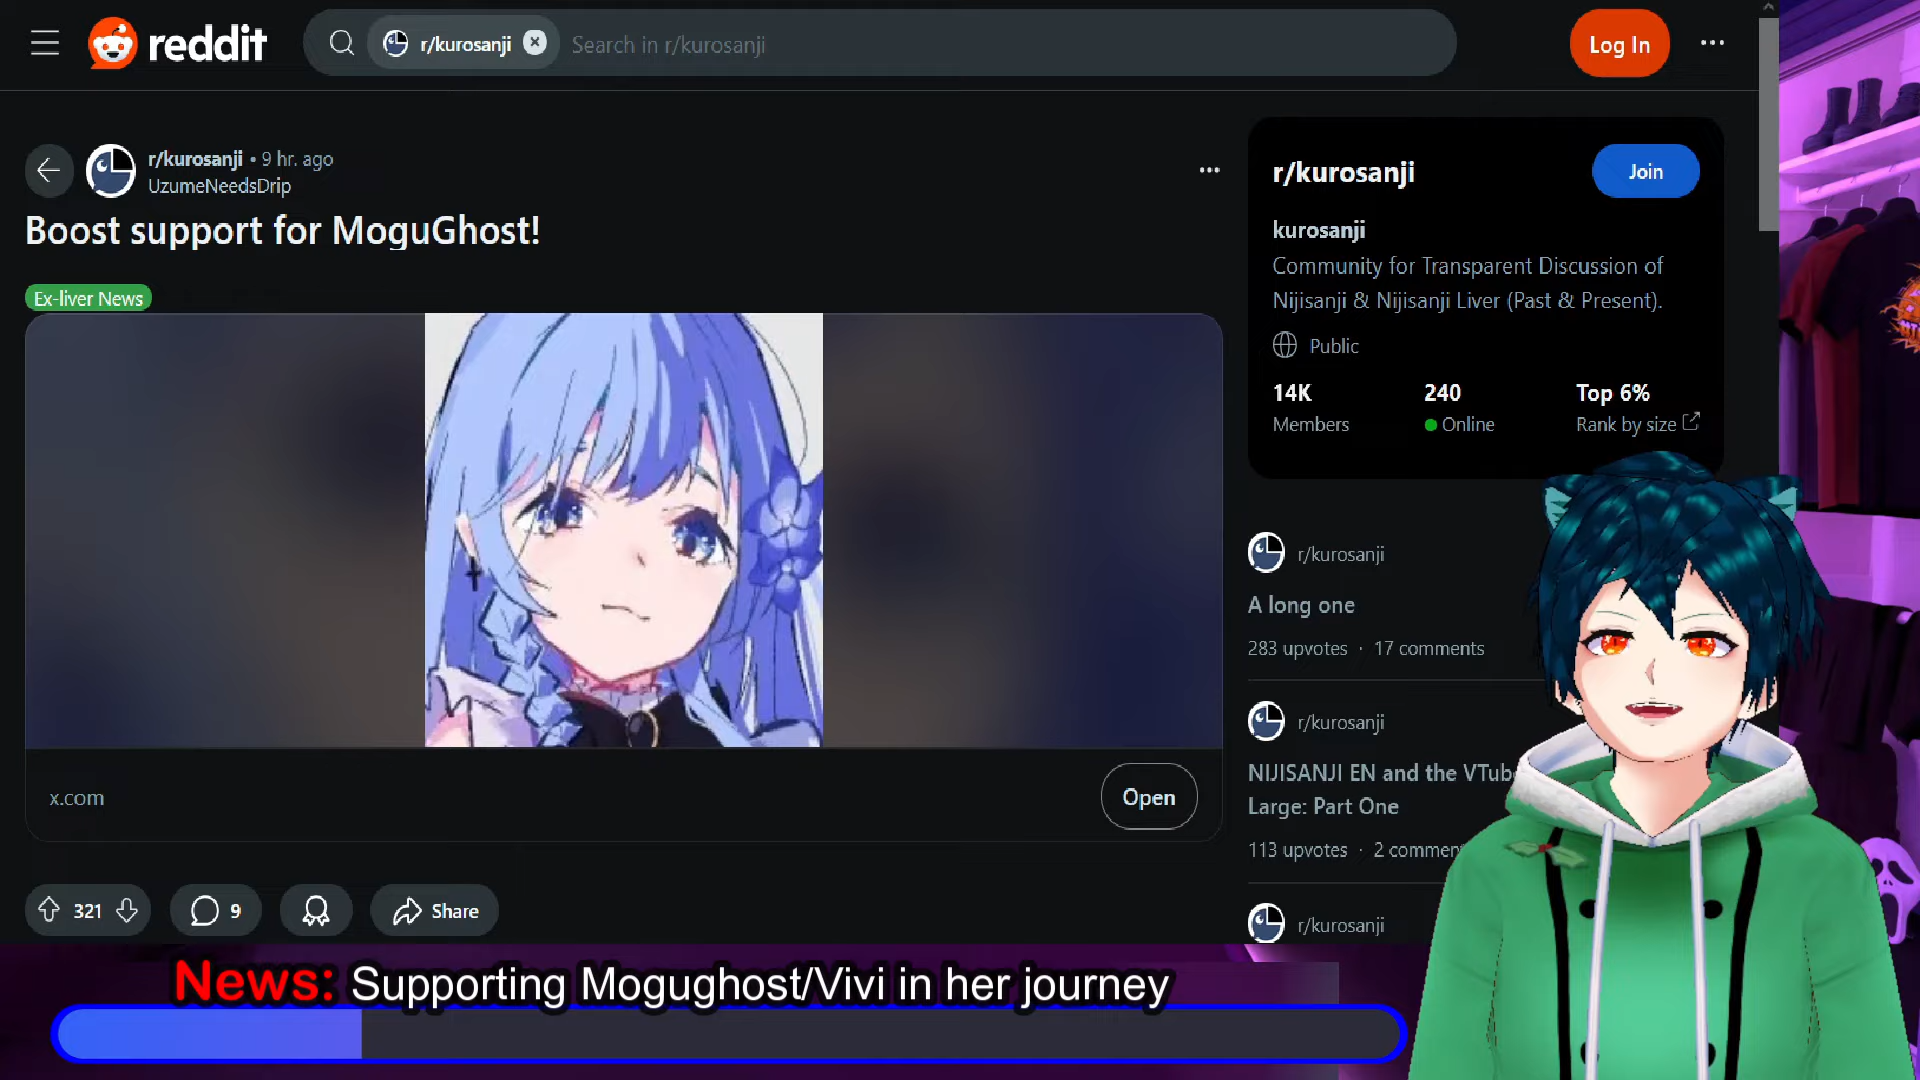 reddit
r/kurosanji
Search in r/kurosanji
Log In
r/kurosanji • 9 hr. ago
UzumeNeedsDrip
Boost support for MoguGhost!
Ex-liver News
x.com
Open
321
9
Share
r/kurosanji
Join
kurosanji
Community for Transparent Discussion of
Nijisanji & Nijisanji Liver (Past & Present).
Public
14K
240
Top 6%
Members
Online
Rank by size
r/kurosanji
A long one
283 upvotes · 17 comments
r/kurosanji
NIJISANJI EN and the VTub
Large: Part One
113 upvotes · 2 commen
r/kurosanji
News: Supporting Mogughost/Vivi in her journey